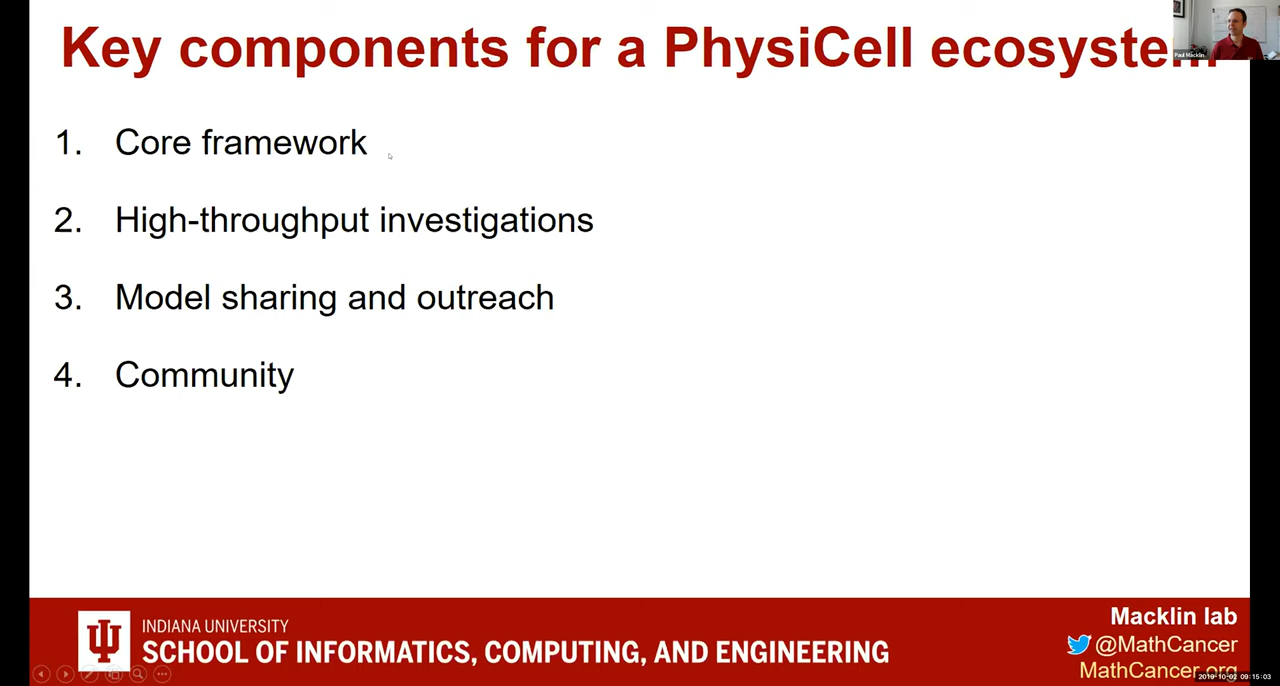 Key components for a PhysiCell ecosystem
Paul Macklin
1. Core framework
2. High-throughput investigations
3. Model sharing and outreach
4. Community
INDIANA UNIVERSITY
SCHOOL OF INFORMATICS, COMPUTING, AND ENGINEERING
Macklin lab
@MathCancer
MathCancer.org
2019-10-02 09:15:03